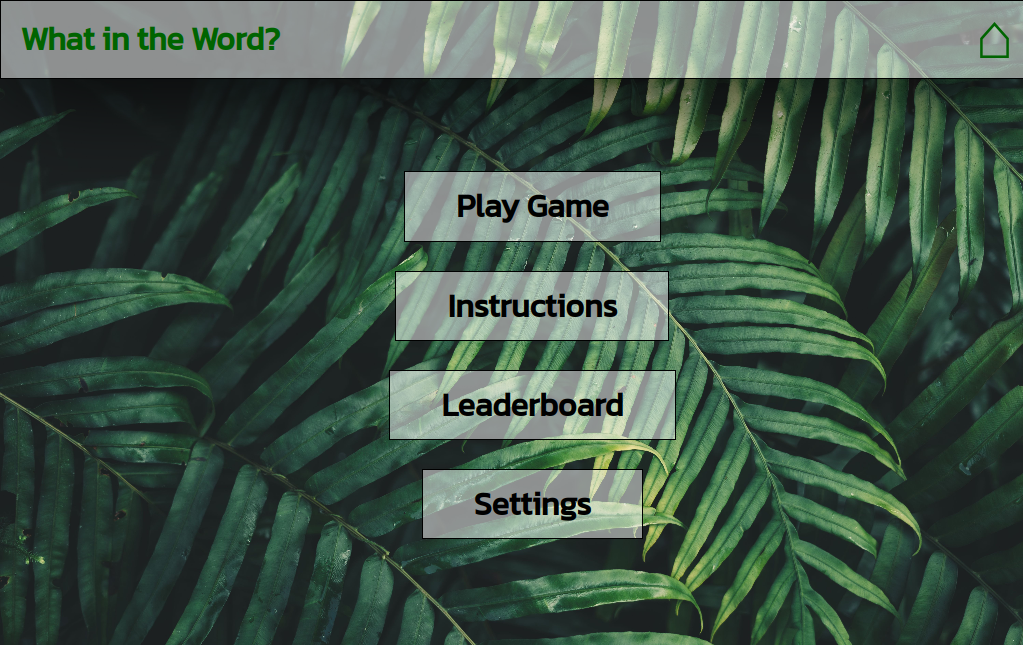 What in the Word?
Play Game
Instructions
Leaderboard
Settings